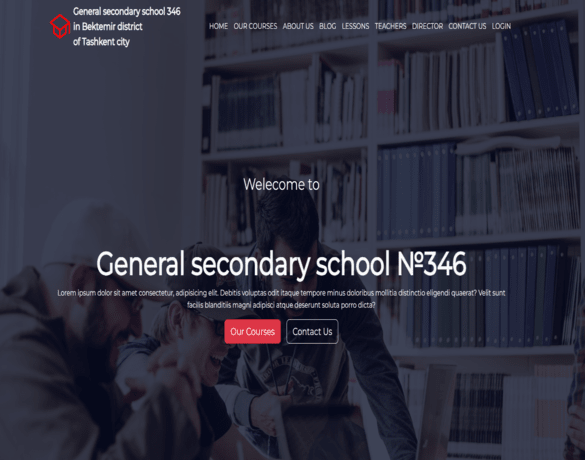 General secondary school 346
in Bektemir district
of Tashkent city
HOME OUR COURSES ABOUT US BLOG LESSONS TEACHERS DIRECTOR CONTACT US LOGIN
Welecome to
General secondary school №346
Lorem ipsum dolor sit amet consectetur, adipisicing elit. Debitis voluptas odit itaque tempore minus doloribus mollitia distinctio eligendi quaerat? Velit sunt
facilis blanditiis magni adipisci atque deserunt soluta porro dicta?
Our Courses Contact Us